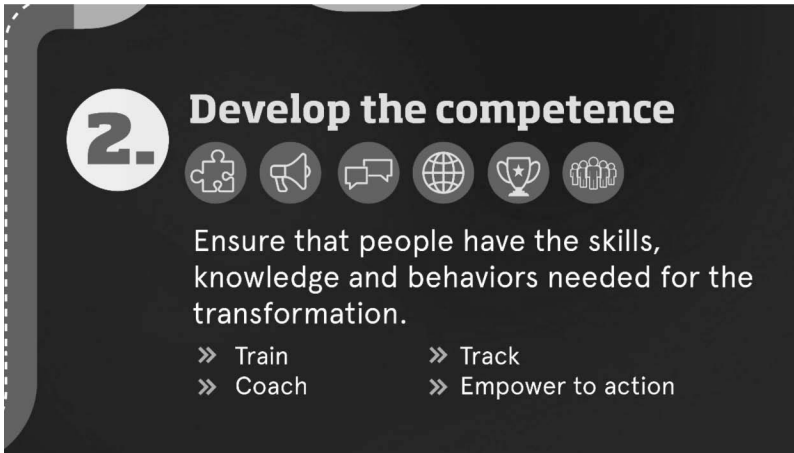 2.
Develop the competence
Ensure that people have the skills,
knowledge and behaviors needed for the
transformation.
» Train
» Track
» Coach
» Empower to action